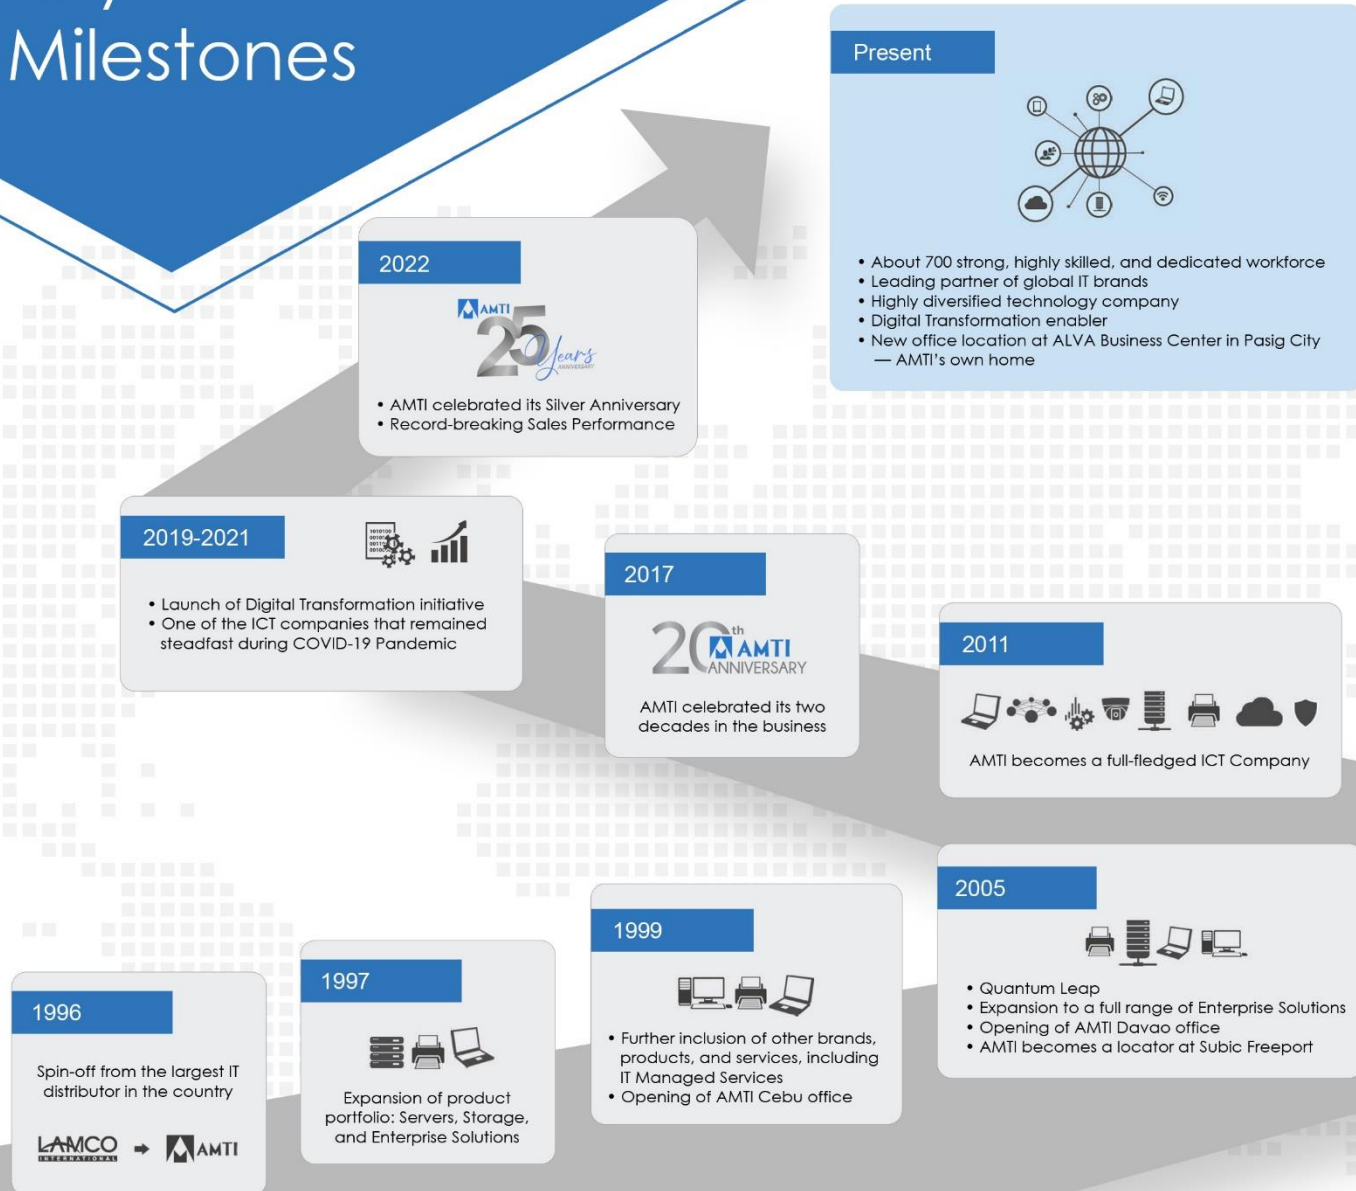 Milestones
Present
• About 700 strong, highly skilled, and dedicated workforce
• Leading partner of global IT brands
• Highly diversified technology company
• Digital Transformation enabler
• New office location at ALVA Business Center in Pasig City
— AMTI's own home
2022
AMTI
25
Years
ANNIVERSARY
• AMTI celebrated its Silver Anniversary
• Record-breaking Sales Performance
2019-2021
• Launch of Digital Transformation initiative
• One of the ICT companies that remained
steadfast during COVID-19 Pandemic
2017
20th
AMTI
ANNIVERSARY
AMTI celebrated its two
decades in the business
2011
AMTI becomes a full-fledged ICT Company
2005
• Quantum Leap
• Expansion to a full range of Enterprise Solutions
• Opening of AMTI Davao office
• AMTI becomes a locator at Subic Freeport
1999
• Further inclusion of other brands,
products, and services, including
IT Managed Services
• Opening of AMTI Cebu office
1997
Expansion of product
portfolio: Servers, Storage,
and Enterprise Solutions
1996
Spin-off from the largest IT
distributor in the country
LAMCO
INTERNATIONAL
AMTI